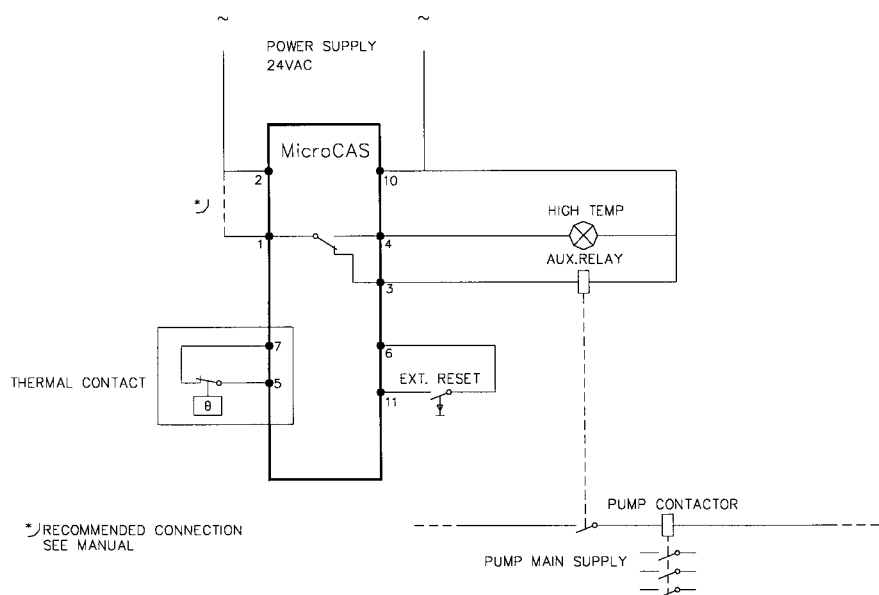 ~ ~
POWER SUPPLY
24VAC
MicroCAS
2 10
*)
HIGH TEMP
1 4
AUX.RELAY
3
7 6
THERMAL CONTACT
5
EXT. RESET
θ
11
PUMP CONTACTOR
*) RECOMMENDED CONNECTION
SEE MANUAL
PUMP MAIN SUPPLY